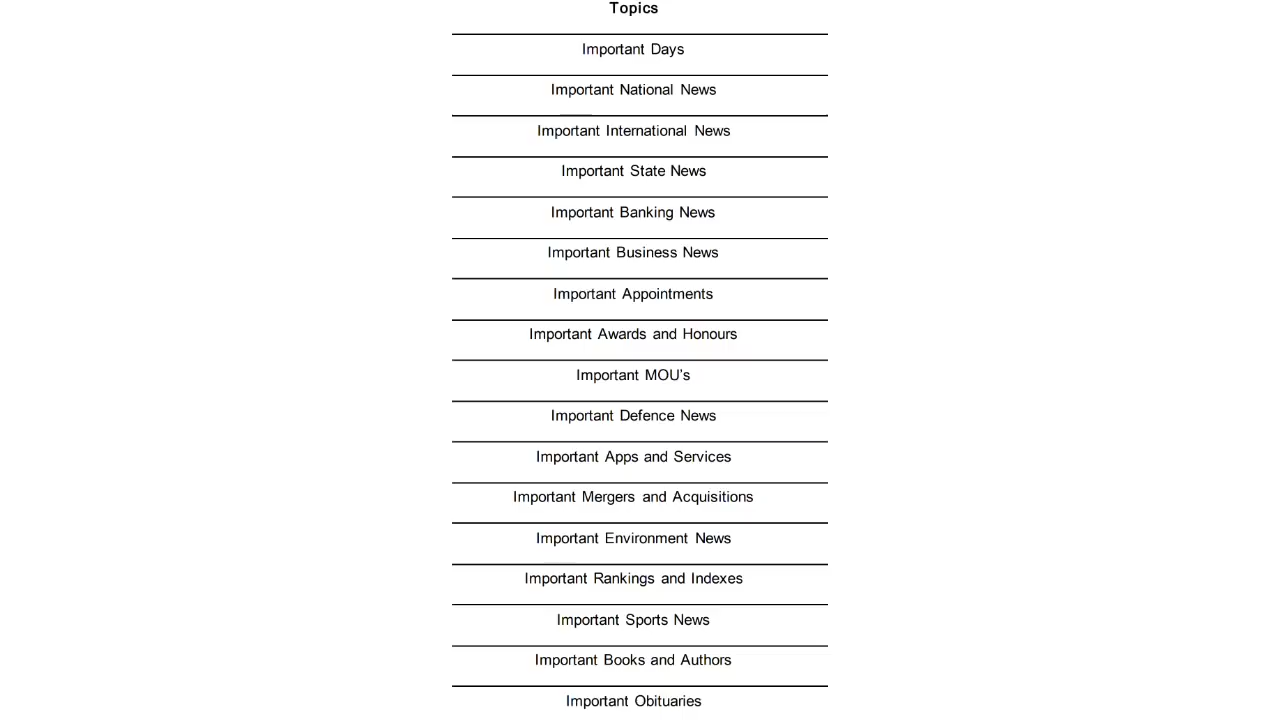 Topics
Important Days
Important National News
Important International News
Important State News
Important Banking News
Important Business News
Important Appointments
Important Awards and Honours
Important MOU's
Important Defence News
Important Apps and Services
Important Mergers and Acquisitions
Important Environment News
Important Rankings and Indexes
Important Sports News
Important Books and Authors
Important Obituaries